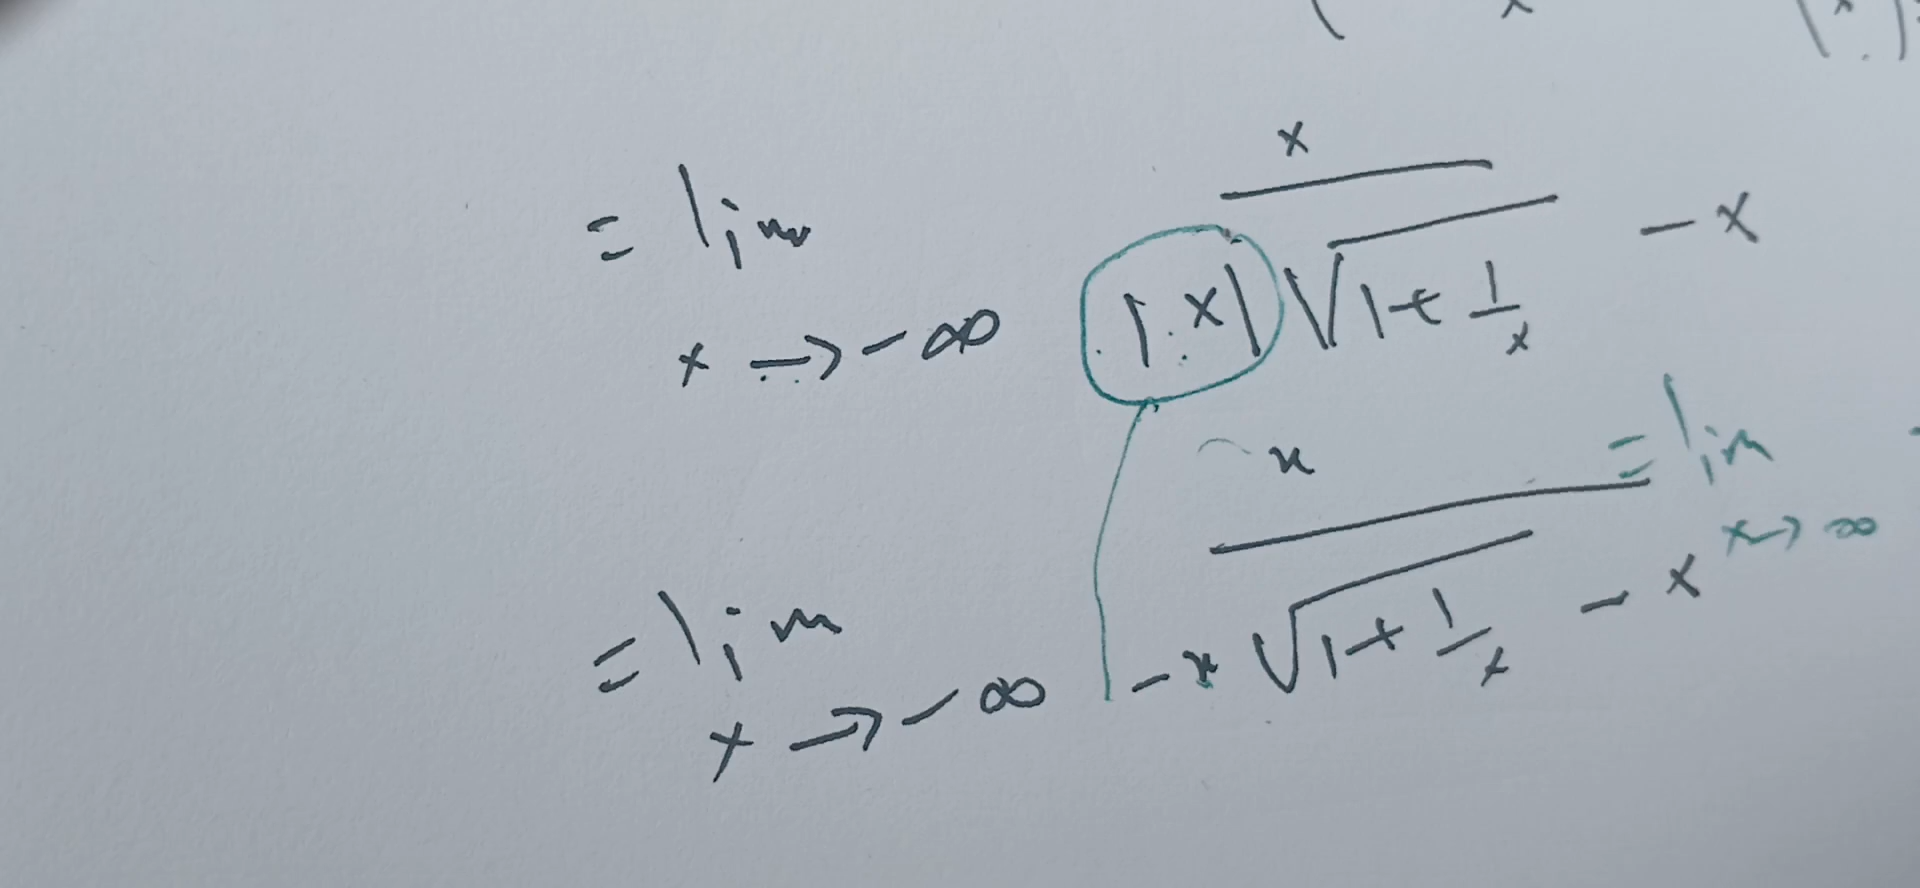 x
= lim ———————— - x
x → -∞ |x| √(1 + 1/x)
x
= lim ————————————
x → -∞ -x √(1 + 1/x) - x
= lim
x → ∞